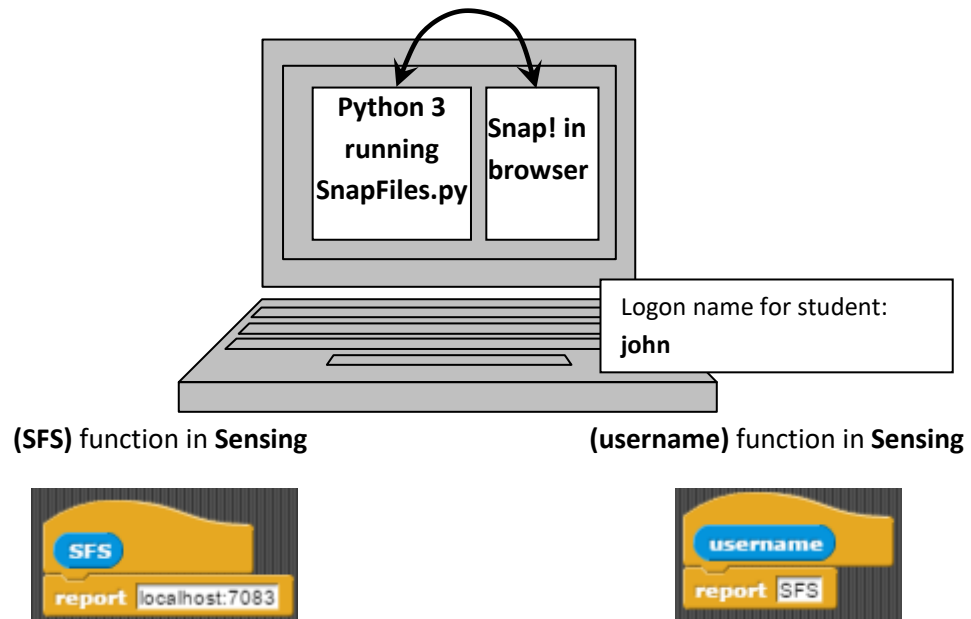 Python 3
running
SnapFiles.py
Snap! in
browser
Logon name for student:
john
(SFS) function in Sensing
(username) function in Sensing
SFS
report localhost:7083
username
report SFS